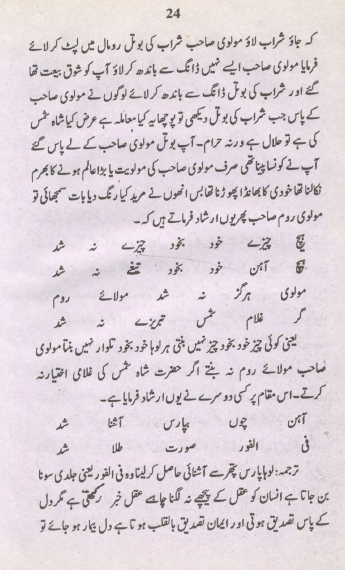 24
کہ جاؤ شراب لاؤ مولوی صاحب شراب کی بوتل رومال میں لپٹ کر لائے
فرمایا مولوی صاحب ایسے نہیں ڈانگ سے باندھ کر لاؤ آپ کو شوق بیعت تھا
گئے اور شراب کی بوتل ڈانگ سے باندھ کر لائے لوگوں نے مولوی صاحب
کے پاس جب شراب کی بوتل دیکھی تو پوچھا یہ کیا معاملہ ہے عرض کیا شاہ شمس
کی ہے تو حلال ہے ورنہ حرام۔ آپ بوتل مولوی صاحب کے لے پاس گئے
آپ نے کونسا پینا تھی صرف مولوی صاحب کی مولویت یا بڑا عالم ہونے کا بھرم
نکالنا تھا خودی کا بھانڈا پھوڑنا تھا بس انھوں نے مرید کیا رنگ دیا بات سمجھائی تو
مولوی روم صاحب پھر یوں ارشاد فرماتے ہیں کہ۔
ہیچ چیزے خود بخود چیزے نہ شد
ہیچ آہن خود بخود تیغے نہ شد
مولوی ہرگز نہ شد مولائے روم
گر غلام شمس تبریزے نہ شد
یعنی کوئی چیز خود بخود چیز نہیں بنتی ہر لوہا خود بخود تلوار نہیں بنتا مولوی
صاحب مولائے روم نہ بنتے اگر حضرت شاہ شمس کی غلامی اختیار نہ
کرتے۔ اس مقام پر کسی دوسرے نے یوں ارشاد فرمایا ہے۔
آہن چوں بپارس آشنا شد
فی الفور صورت طلا شد
ترجمہ: لوہا پارس پتھر سے آشنائی حاصل کر لیتا وہ فی الفور یعنی جلدی سونا
بن جاتا ہے انسان کو عقل کے پیچھے نہ لگنا چاہیے عقل خبر رکھتی ہے مگر دل
کے پاس تصدیق ہوتی اور ایمان تصدیق بالقلب ہوتا ہے دل بیمار ہو جائے تو